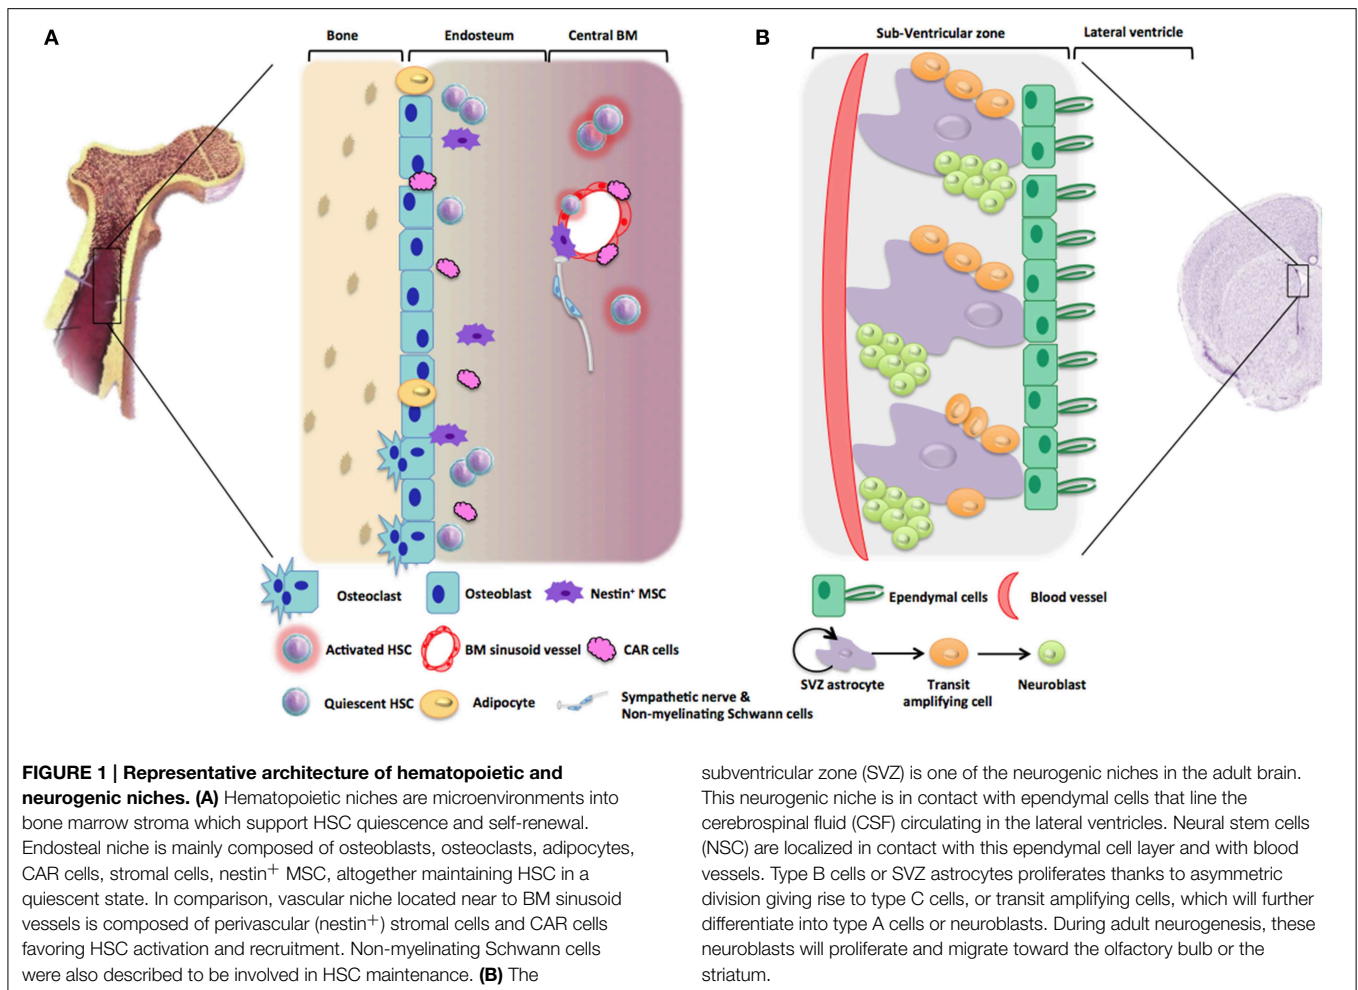 A
Bone
Endosteum
Central BM
B
Sub-Ventricular zone
Lateral ventricle
Osteoclast
Osteoblast
Nestin⁺ MSC
Activated HSC
BM sinusoid vessel
CAR cells
Quiescent HSC
Adipocyte
Sympathetic nerve &
Non-myelinating Schwann cells
Ependymal cells
Blood vessel
SVZ astrocyte
Transit
amplifying cell
Neuroblast
FIGURE 1 | Representative architecture of hematopoietic and
neurogenic niches. (A) Hematopoietic niches are microenvironments into
bone marrow stroma which support HSC quiescence and self-renewal.
Endosteal niche is mainly composed of osteoblasts, osteoclasts, adipocytes,
CAR cells, stromal cells, nestin⁺ MSC, altogether maintaining HSC in a
quiescent state. In comparison, vascular niche located near to BM sinusoid
vessels is composed of perivascular (nestin⁺) stromal cells and CAR cells
favoring HSC activation and recruitment. Non-myelinating Schwann cells
were also described to be involved in HSC maintenance. (B) The
subventricular zone (SVZ) is one of the neurogenic niches in the adult brain.
This neurogenic niche is in contact with ependymal cells that line the
cerebrospinal fluid (CSF) circulating in the lateral ventricles. Neural stem cells
(NSC) are localized in contact with this ependymal cell layer and with blood
vessels. Type B cells or SVZ astrocytes proliferates thanks to asymmetric
division giving rise to type C cells, or transit amplifying cells, which will further
differentiate into type A cells or neuroblasts. During adult neurogenesis, these
neuroblasts will proliferate and migrate toward the olfactory bulb or the
striatum.